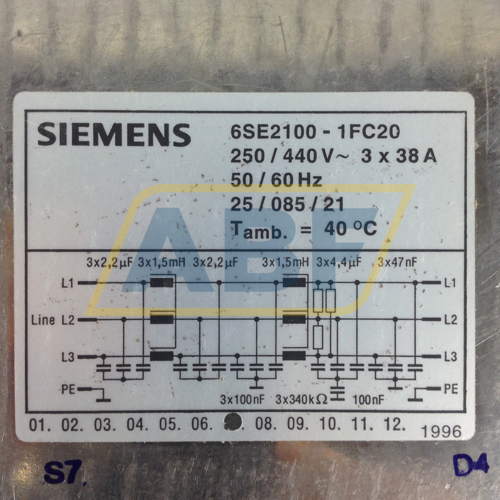 SIEMENS
6SE2100 - 1FC20
250 / 440 V~ 3 x 38 A
50 / 60 Hz
25 / 085 / 21
Tamb. = 40 °C
ABF
3x2,2µF 3x1,5mH 3x2,2µF 3x1,5mH 3x4,4µF 3x47nF
L1 L1
Line L2 L2
L3 L3
PE PE
3x100nF 3x340kΩ 100nF
01. 02. 03. 04. 05. 06. 08. 09. 10. 11. 12. 1996
S7. D4